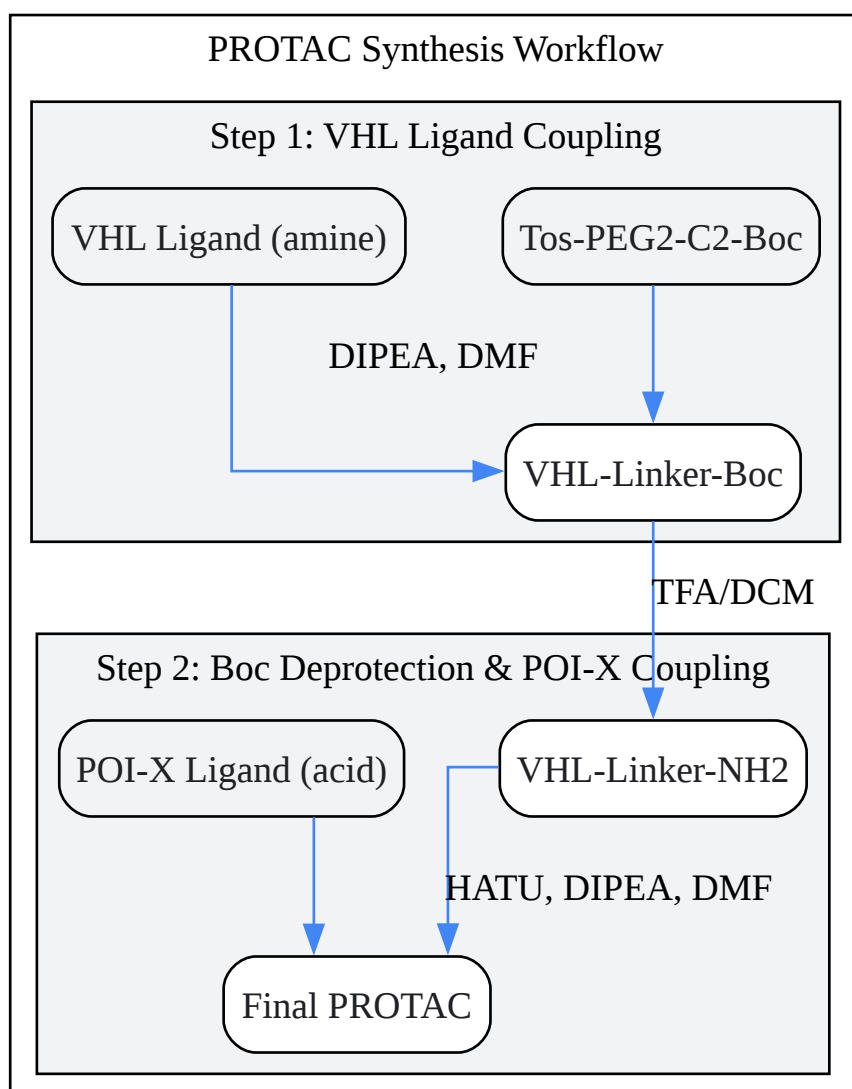 PROTAC Synthesis Workflow
Step 1: VHL Ligand Coupling
VHL Ligand (amine)
Tos-PEG2-C2-Boc
DIPEA, DMF
VHL-Linker-Boc
TFA/DCM
Step 2: Boc Deprotection & POI-X Coupling
POI-X Ligand (acid)
VHL-Linker-NH2
HATU, DIPEA, DMF
Final PROTAC